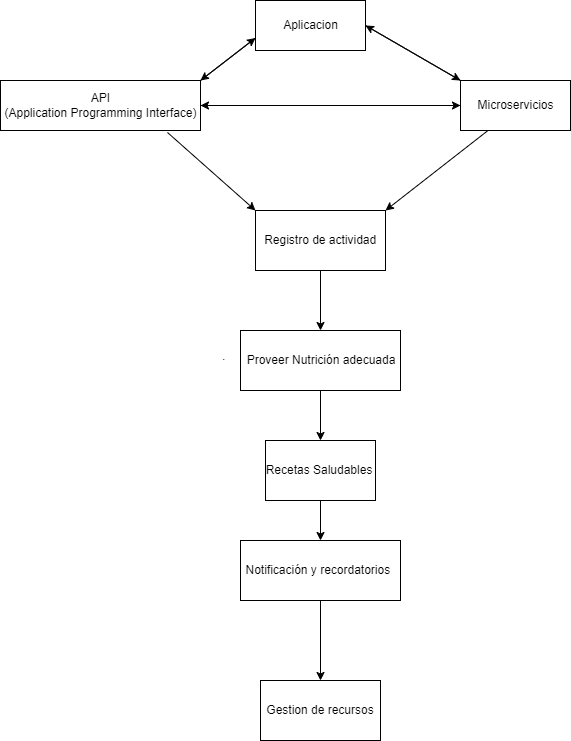 Aplicacion
API
(Application Programming Interface)
Microservicios
Registro de actividad
Proveer Nutrición adecuada
Recetas Saludables
Notificación y recordatorios
Gestion de recursos